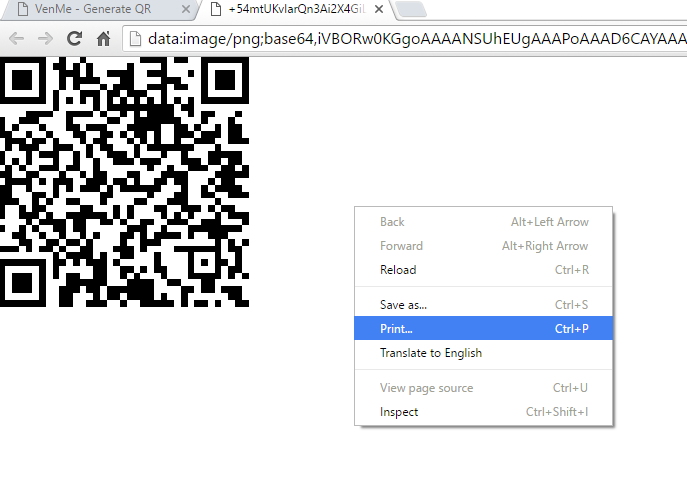 VenMe - Generate QR
+54mtUKvIarQn3Ai2X4Gi
data:image/png;base64,iVBORw0KGgoAAAANSUhEUgAAAPoAAAD6CAYAAA
Back Alt+Left Arrow
Forward Alt+Right Arrow
Reload Ctrl+R
Save as... Ctrl+S
Print... Ctrl+P
Translate to English
View page source Ctrl+U
Inspect Ctrl+Shift+I